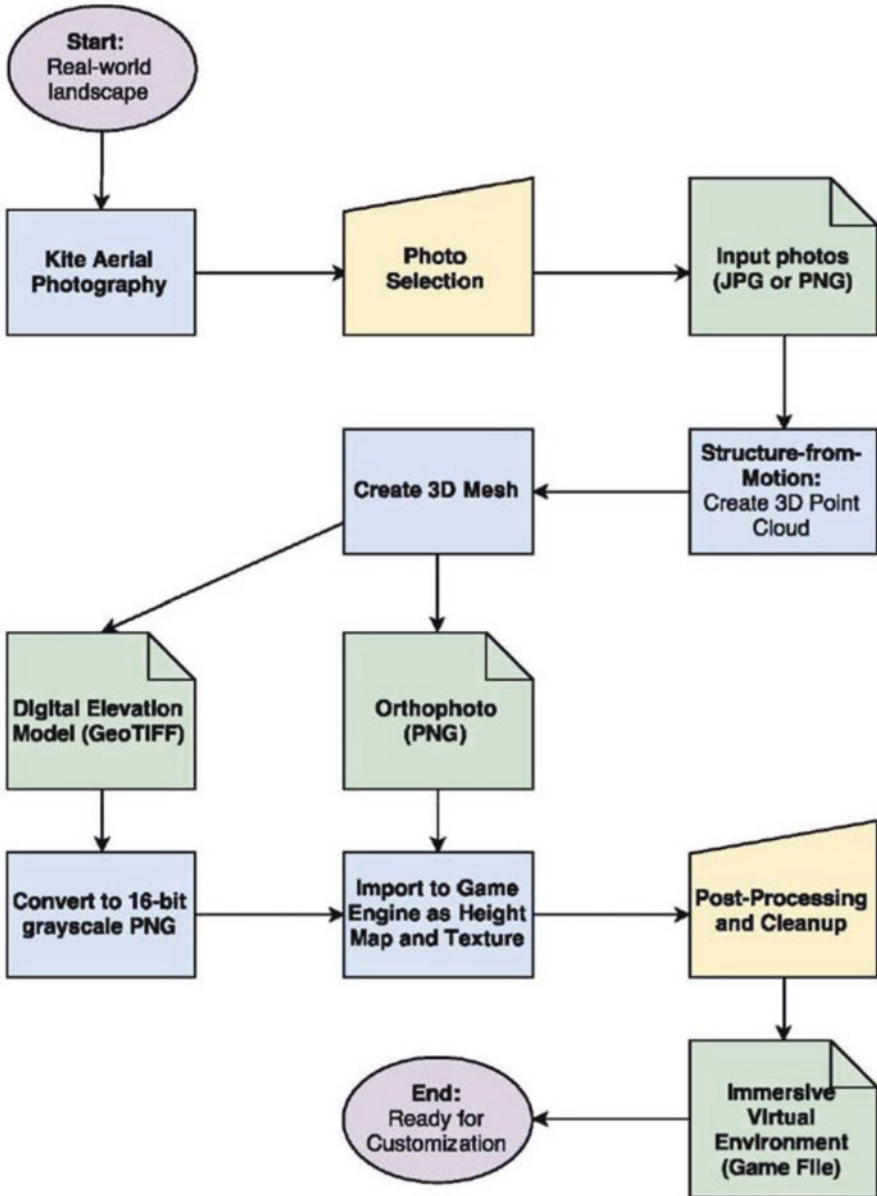 Start:
Real-world
landscape
Kite Aerial
Photography
Photo
Selection
Input photos
(JPG or PNG)
Structure-from-
Motion:
Create 3D Point
Cloud
Create 3D Mesh
Digital Elevation
Model (GeoTIFF)
Orthophoto
(PNG)
Convert to 16-bit
grayscale PNG
Import to Game
Engine as Height
Map and Texture
Post-Processing
and Cleanup
Immersive
Virtual
Environment
(Game File)
End:
Ready for
Customization